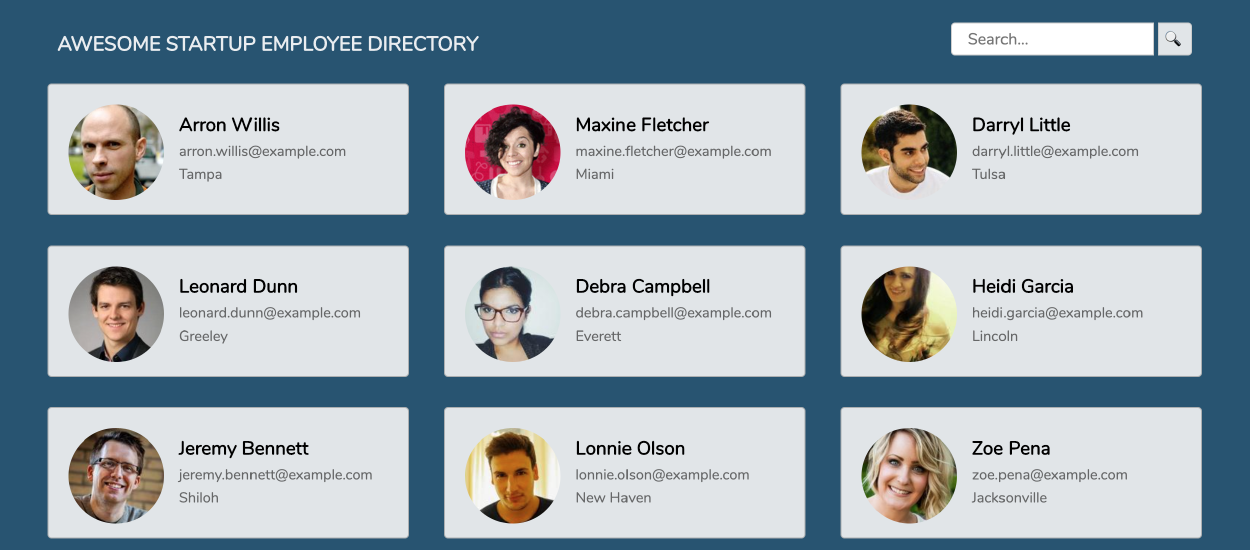 AWESOME STARTUP EMPLOYEE DIRECTORY
Search...
Arron Willis
arron.willis@example.com
Tampa
Maxine Fletcher
maxine.fletcher@example.com
Miami
Darryl Little
darryl.little@example.com
Tulsa
Leonard Dunn
leonard.dunn@example.com
Greeley
Debra Campbell
debra.campbell@example.com
Everett
Heidi Garcia
heidi.garcia@example.com
Lincoln
Jeremy Bennett
jeremy.bennett@example.com
Shiloh
Lonnie Olson
lonnie.olson@example.com
New Haven
Zoe Pena
zoe.pena@example.com
Jacksonville